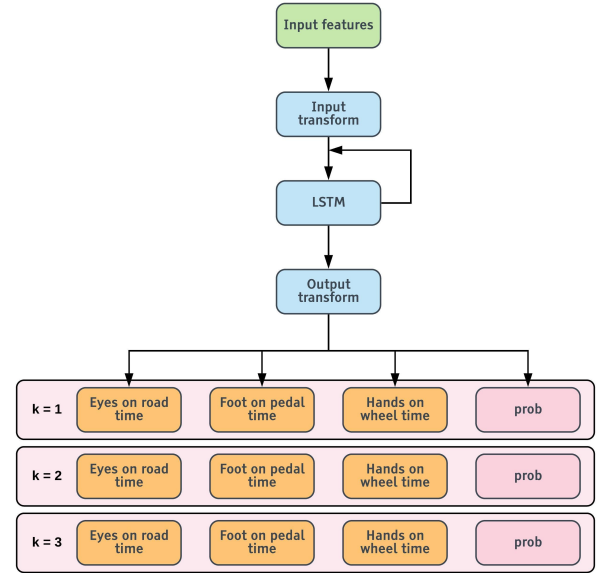 Input features
Input
transform
LSTM
Output
transform
k = 1
Eyes on road
time
Foot on pedal
time
Hands on
wheel time
prob
k = 2
Eyes on road
time
Foot on pedal
time
Hands on
wheel time
prob
k = 3
Eyes on road
time
Foot on pedal
time
Hands on
wheel time
prob